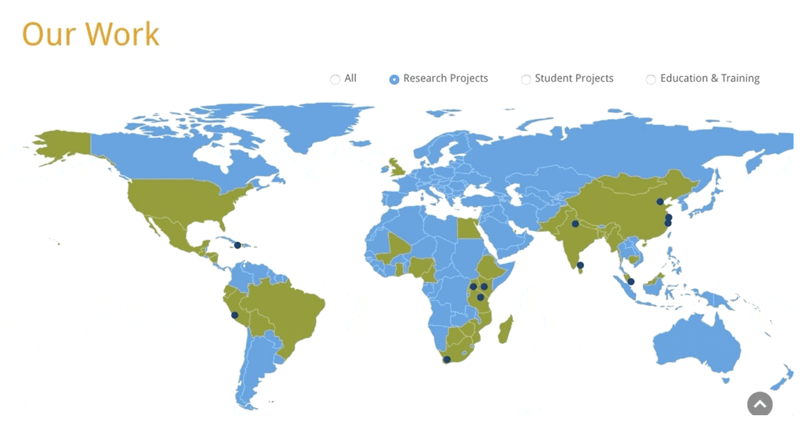 Our Work
All Research Projects Student Projects Education & Training